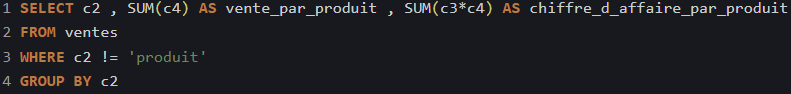 1 SELECT c2 , SUM(c4) AS vente_par_produit , SUM(c3*c4) AS chiffre_d_affaire_par_produit
2 FROM ventes
3 WHERE c2 != 'produit'
4 GROUP BY c2